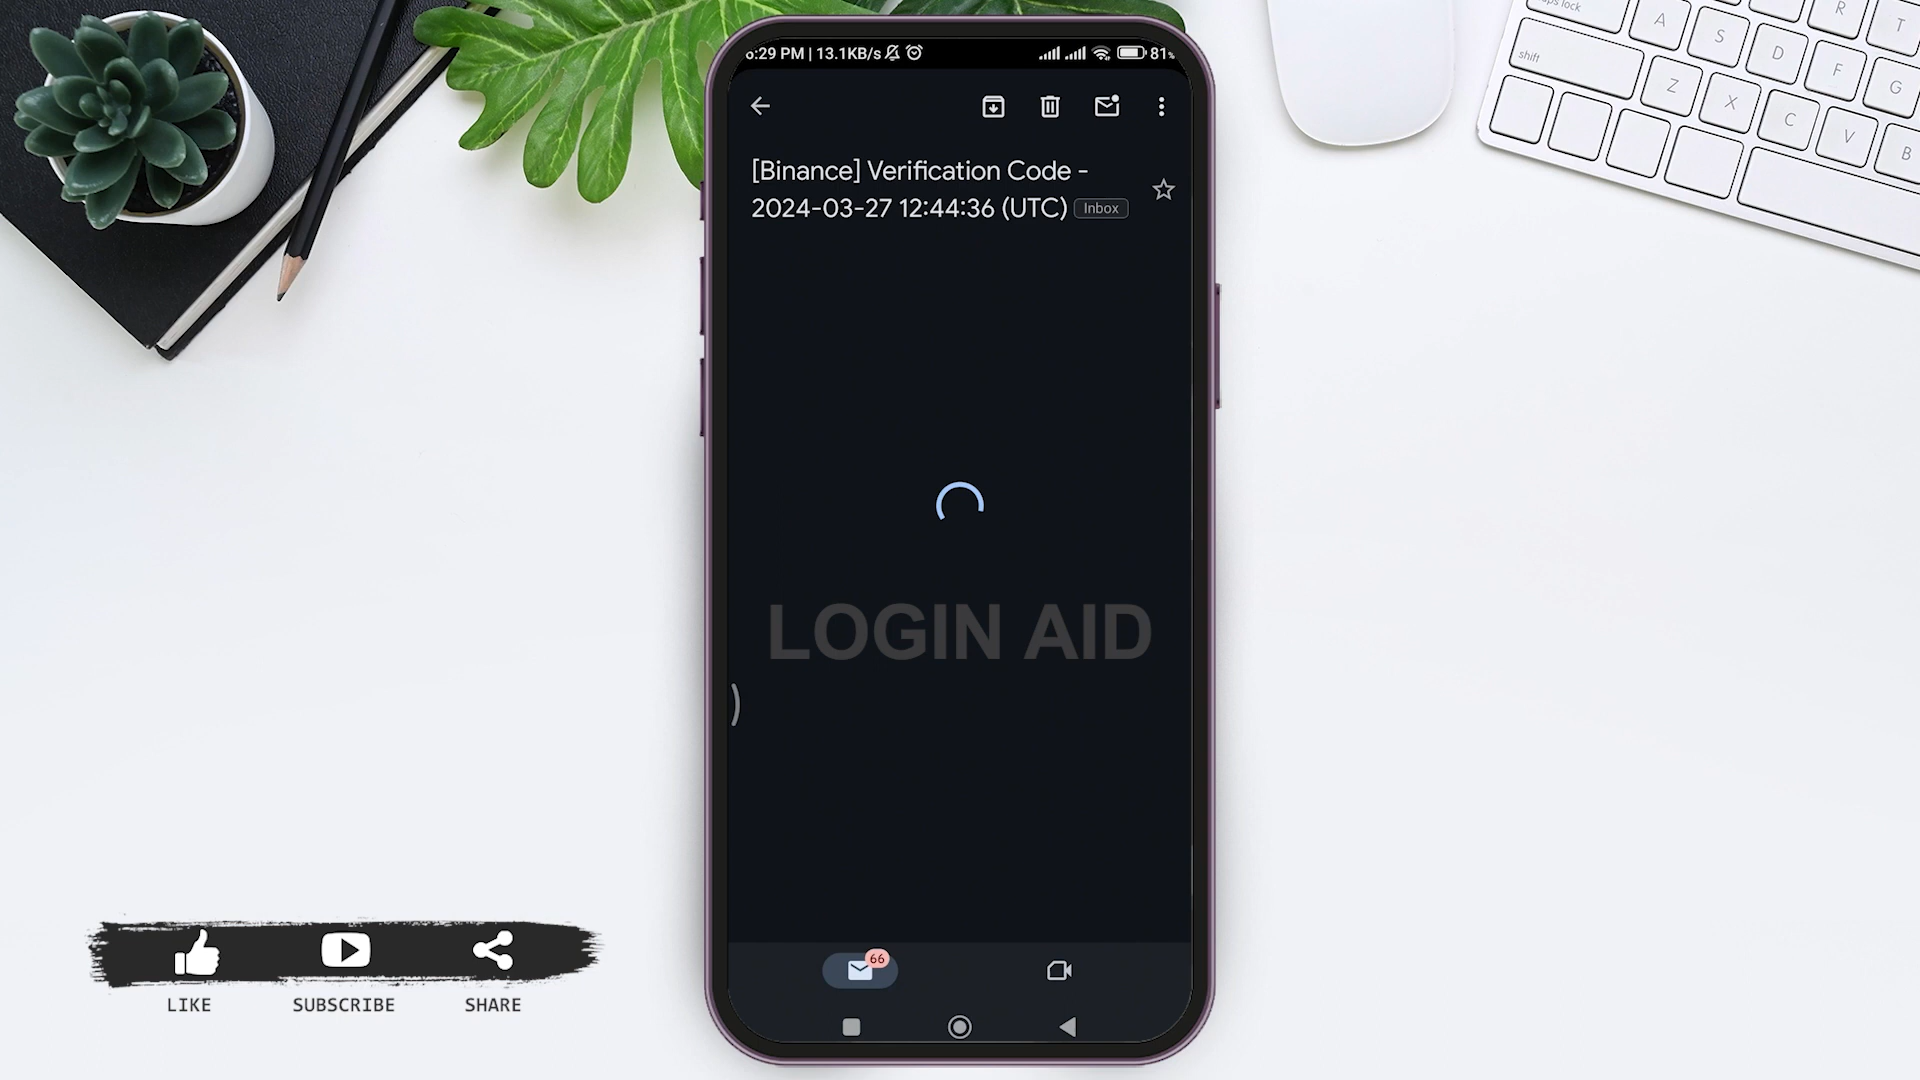 6:29 PM | 13.1KB/s
81%
[Binance] Verification Code -
2024-03-27 12:44:36 (UTC) Inbox
LOGIN AID
66
LIKE SUBSCRIBE SHARE
caps lock
A S D F G
shift
Z X C V B
R T